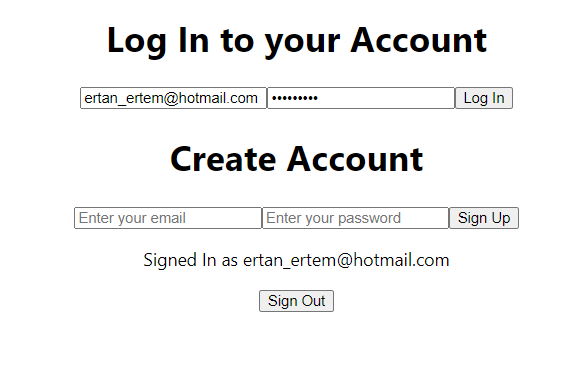 Log In to your Account
ertan_ertem@hotmail.com ••••••••• Log In
Create Account
Enter your email Enter your password Sign Up
Signed In as ertan_ertem@hotmail.com
Sign Out